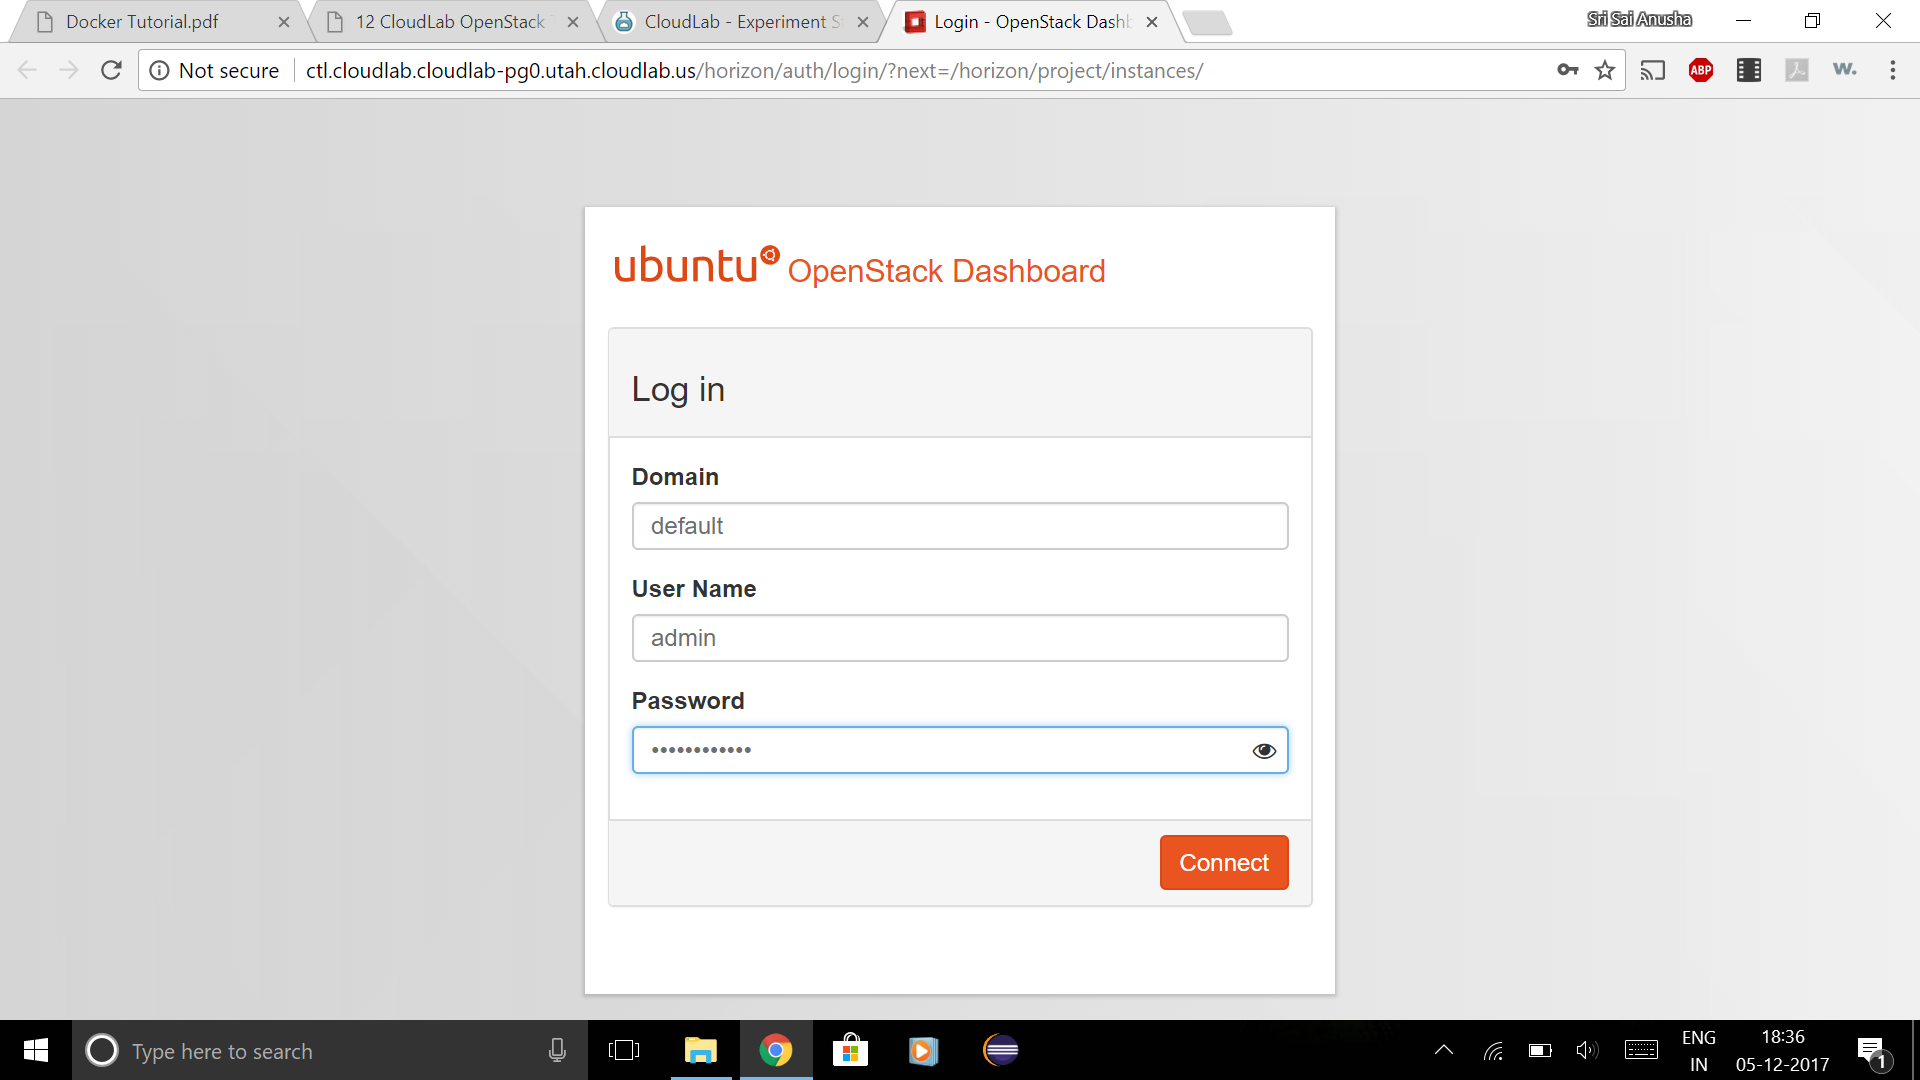 Docker Tutorial.pdf
12 CloudLab OpenStack
CloudLab - Experiment S
Login - OpenStack Dashb
Sri Sai Anusha
Not secure
ctl.cloudlab.cloudlab-pg0.utah.cloudlab.us/horizon/auth/login/?next=/horizon/project/instances/
ABP
w.
ubuntu OpenStack Dashboard
Log in
Domain
default
User Name
admin
Password
••••••••••••
Connect
Type here to search
ENG
IN
18:36
05-12-2017
1